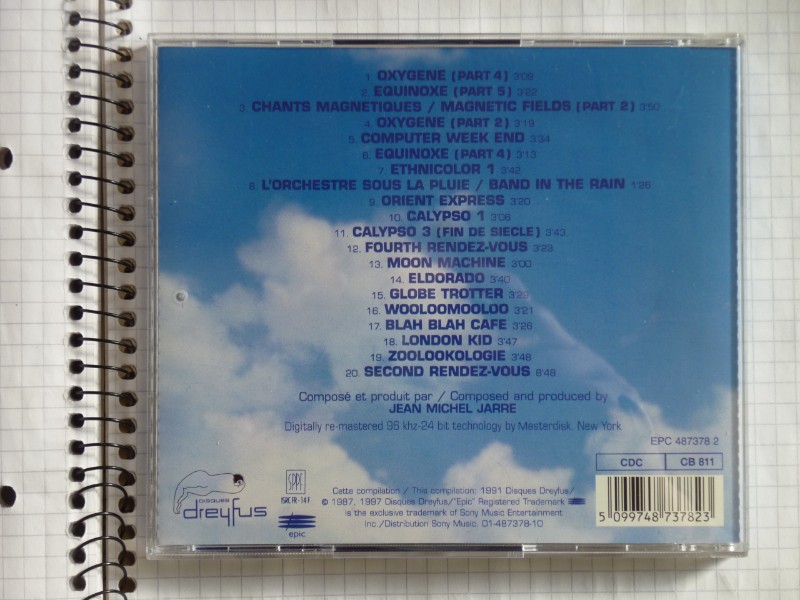 1. OXYGENE (PART 4) 3'09
2. EQUINOXE (PART 5) 3'22
3. CHANTS MAGNETIQUES / MAGNETIC FIELDS (PART 2) 3'50
4. OXYGENE (PART 2) 3'19
5. COMPUTER WEEK END 3'34
6. EQUINOXE (PART 4) 3'13
7. ETHNICOLOR 1 3'42
8. L'ORCHESTRE SOUS LA PLUIE / BAND IN THE RAIN 1'26
9. ORIENT EXPRESS 3'20
10. CALYPSO 1 3'06
11. CALYPSO 3 (FIN DE SIECLE) 3'43
12. FOURTH RENDEZ-VOUS 3'23
13. MOON MACHINE 3'00
14. ELDORADO 3'40
15. GLOBE TROTTER 3'22
16. WOOLOOMOOLOO 3'21
17. BLAH BLAH CAFE 3'26
18. LONDON KID 3'47
19. ZOOLOOKOLOGIE 3'48
20. SECOND RENDEZ-VOUS 8'48
Composé et produit par / Composed and produced by
JEAN MICHEL JARRE
Digitally re-mastered 96 khz-24 bit technology by Masterdisk, New York
EPC 487378 2
CDC CB 811
DISQUES
dreyfus
SPPF
ISRC FR - 14 F
epic
Cette compilation / This compilation: 1991 Disques Dreyfus/
© 1987, 1997 Disques Dreyfus/"Epic" Registered Trademark
is the exclusive trademark of Sony Music Entertainment
Inc./Distribution Sony Music. 01-487378-10
5 099748 737823